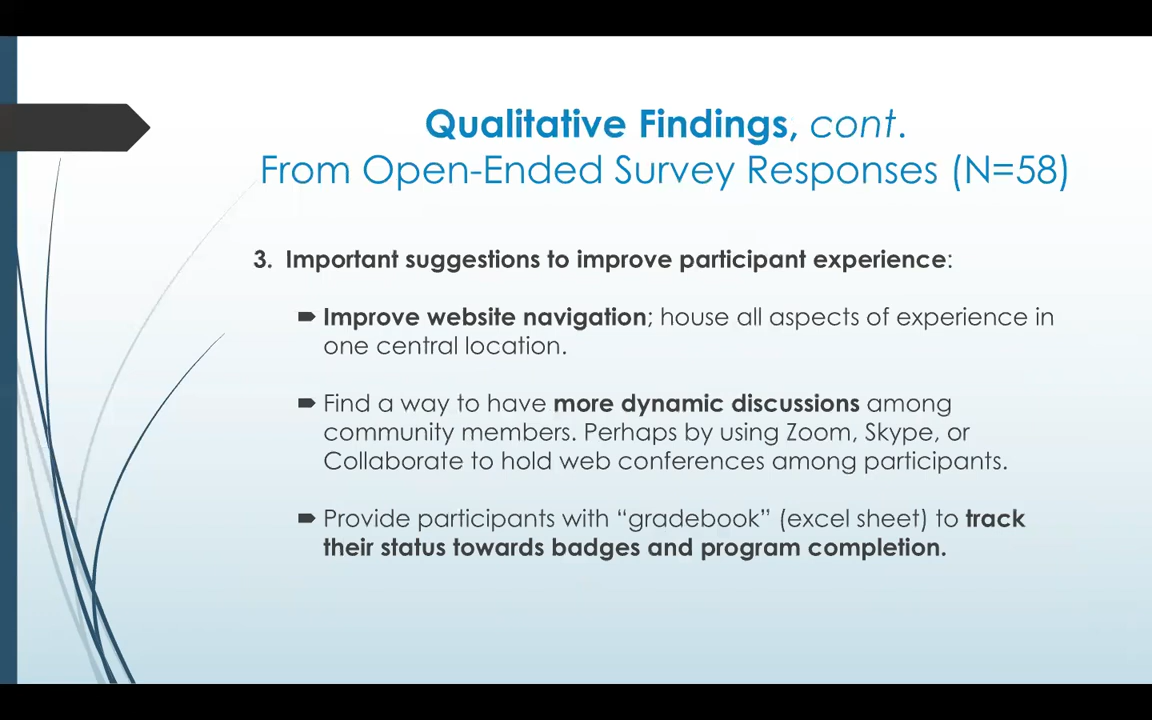 Qualitative Findings, cont.
From Open-Ended Survey Responses (N=58)
3. Important suggestions to improve participant experience:
Improve website navigation; house all aspects of experience in
one central location.
Find a way to have more dynamic discussions among
community members. Perhaps by using Zoom, Skype, or
Collaborate to hold web conferences among participants.
Provide participants with “gradebook” (excel sheet) to track
their status towards badges and program completion.